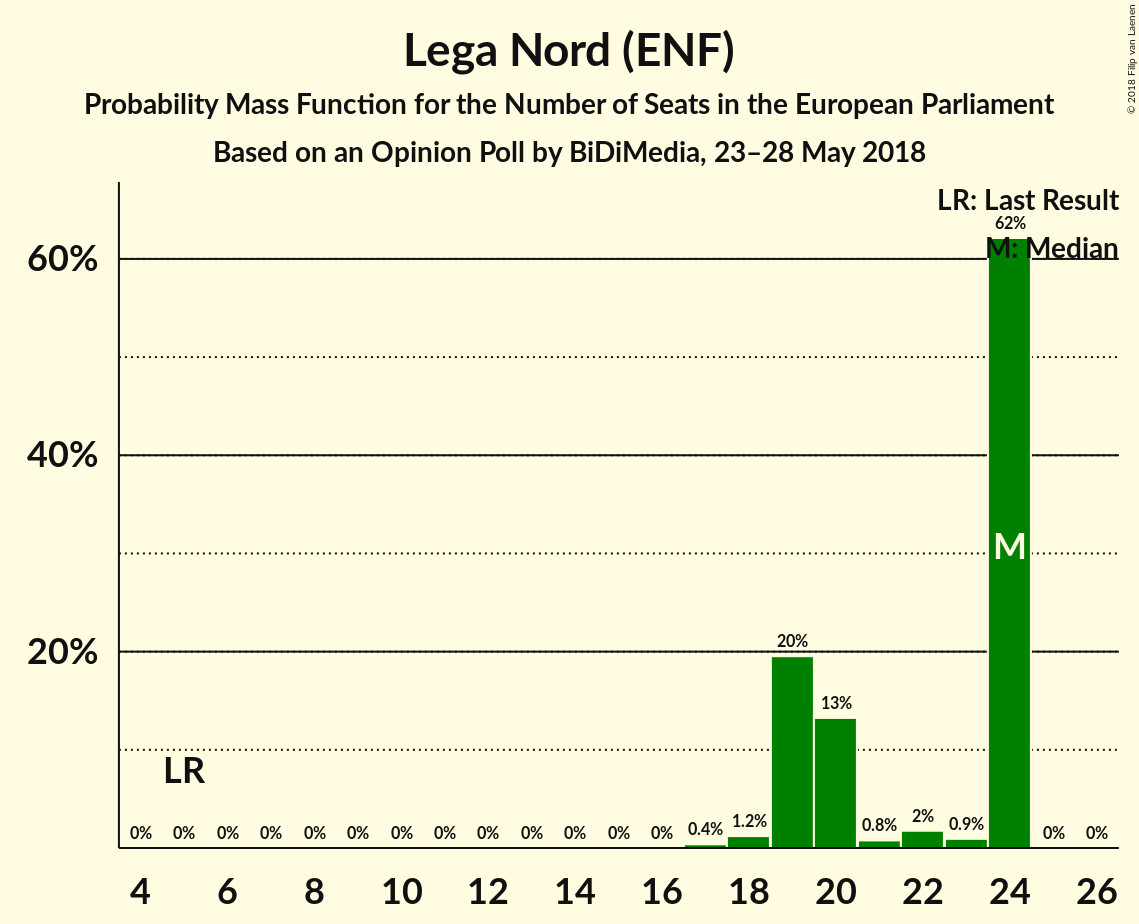 Lega Nord (ENF)
Probability Mass Function for the Number of Seats in the European Parliament
Based on an Opinion Poll by BiDiMedia, 23–28 May 2018
© 2018 Filip van Laenen
LR: Last Result
M: Median
60%
40%
20%
LR
M
0% 0% 0% 0% 0% 0% 0% 0% 0% 0% 0% 0% 0% 0.4% 1.2% 20% 13% 0.8% 2% 0.9% 62% 0% 0%
4 6 8 10 12 14 16 18 20 22 24 26